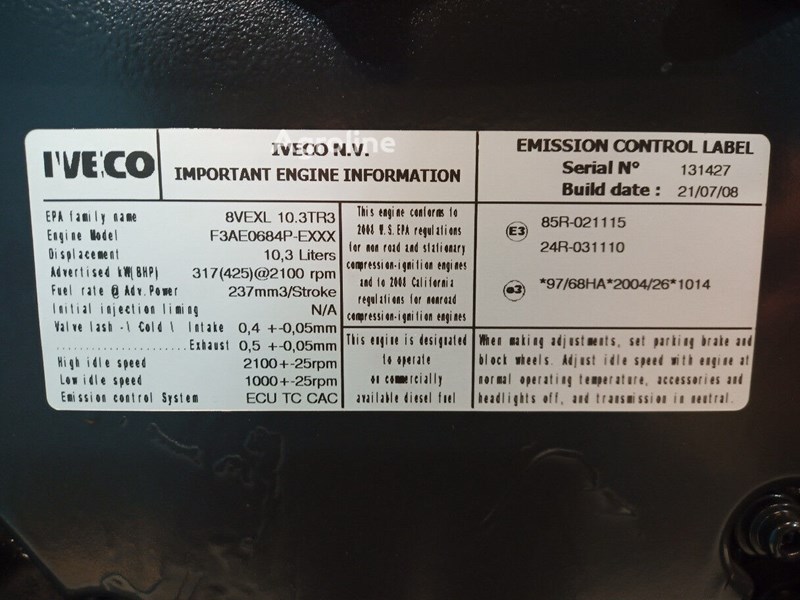 Agroline
IVECO
IVECO N.V.
IMPORTANT ENGINE INFORMATION
EMISSION CONTROL LABEL
Serial Nº 131427
Build date : 21/07/08
EPA family name 8VEXL 10.3TR3
Engine Model F3AE0684P-EXXX
Displacement 10,3 Liters
Advertised kW(BHP) 317(425)@2100 rpm
Fuel rate @ Adv.Power 237mm3/Stroke
Initial injection timing N/A
Valve lash -\ Cold \ Intake 0,4 +-0,05mm
........................Exhaust 0,5 +-0,05mm
High idle speed 2100+-25rpm
Low idle speed 1000+-25rpm
Emission control System ECU TC CAC
This engine conforms to
2008 U.S. EPA regulations
for non road and stationary
compression-ignition engines
and to 2008 California
regulations for nonroad
compression-ignition engines
This engine is designated
to operate
on commercially
available diesel fuel
E3
85R-021115
24R-031110
e3
*97/68HA*2004/26*1014
When making adjustments, set parking brake and
block wheels. Adjust idle speed with engine at
normal operating temperature, accessories and
headlights off, and transmission in neutral.